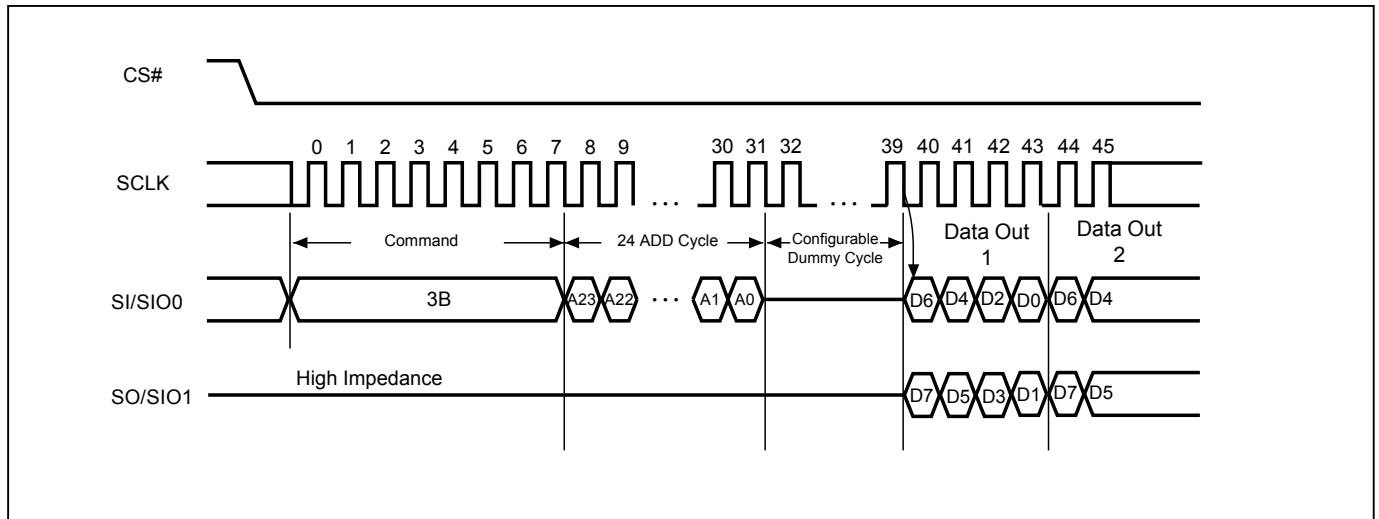 CS#
0 1 2 3 4 5 6 7 8 9 30 31 32 39 40 41 42 43 44 45
SCLK
... ...
Command
24 ADD Cycle
Configurable
Dummy Cycle
Data Out
1
Data Out
2
SI/SIO0
3B
A23 A22 ... A1 A0
D6 D4 D2 D0 D6 D4
High Impedance
SO/SIO1
D7 D5 D3 D1 D7 D5